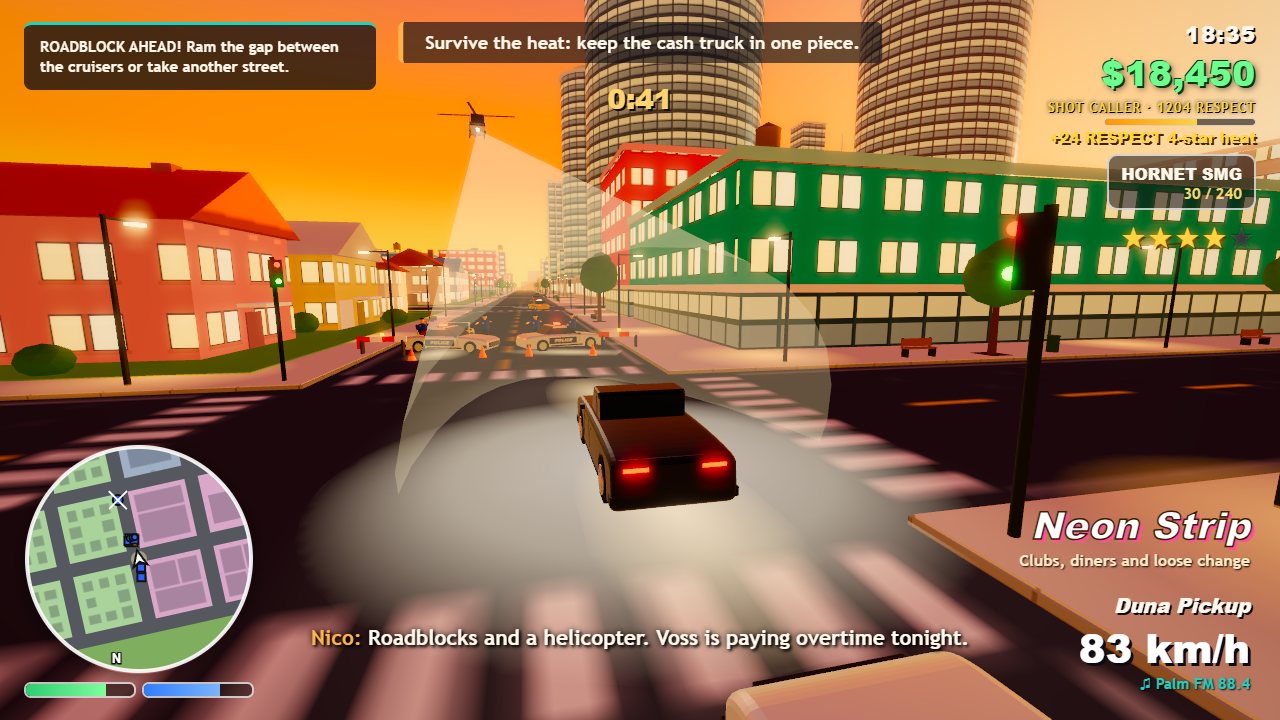 ROADBLOCK AHEAD! Ram the gap between
the cruisers or take another street.
Survive the heat: keep the cash truck in one piece.
0:41
18:35
$18,450
SHOT CALLER · 1204 RESPECT
+24 RESPECT 4-star heat
HORNET SMG
30 / 240
POLICE
POLICE
Neon Strip
Clubs, diners and loose change
Duna Pickup
83 km/h
♫ Palm FM 88.4
N
Nico: Roadblocks and a helicopter. Voss is paying overtime tonight.